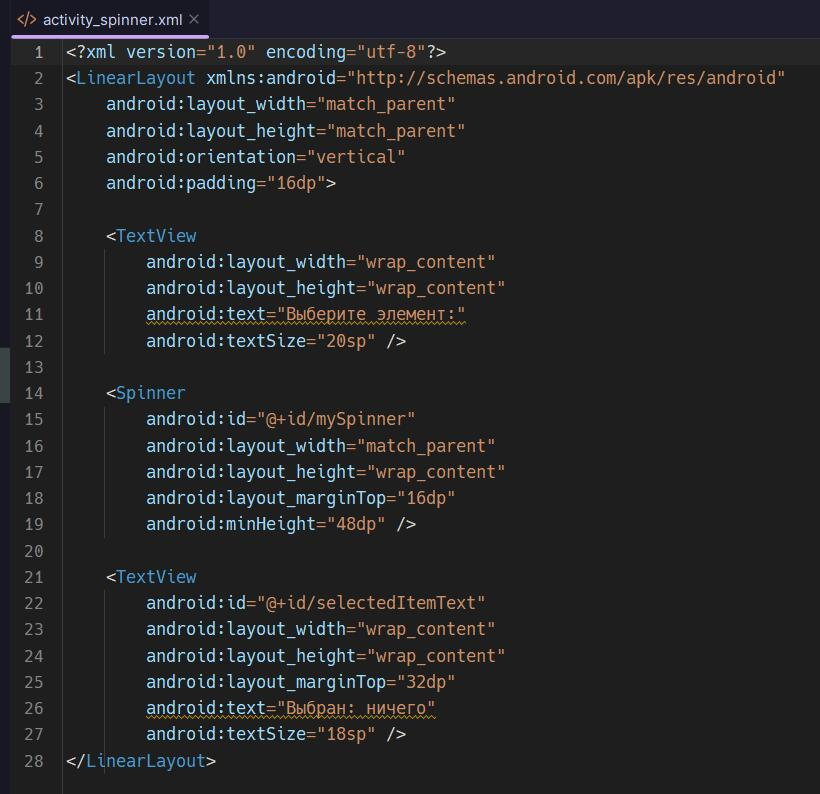 activity_spinner.xml
1 <?xml version="1.0" encoding="utf-8"?>
2 <LinearLayout xmlns:android="http://schemas.android.com/apk/res/android"
3     android:layout_width="match_parent"
4     android:layout_height="match_parent"
5     android:orientation="vertical"
6     android:padding="16dp">
7
8     <TextView
9         android:layout_width="wrap_content"
10         android:layout_height="wrap_content"
11         android:text="Выберите элемент:"
12         android:textSize="20sp" />
13
14     <Spinner
15         android:id="@+id/mySpinner"
16         android:layout_width="match_parent"
17         android:layout_height="wrap_content"
18         android:layout_marginTop="16dp"
19         android:minHeight="48dp" />
20
21     <TextView
22         android:id="@+id/selectedItemText"
23         android:layout_width="wrap_content"
24         android:layout_height="wrap_content"
25         android:layout_marginTop="32dp"
26         android:text="Выбран: ничего"
27         android:textSize="18sp" />
28 </LinearLayout>